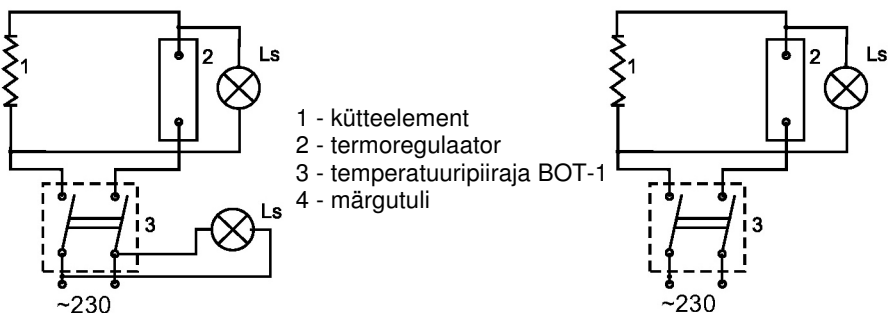 1
2
Ls
3
Ls
~230
1 - kütteelement
2 - termoregulaator
3 - temperatuuripiiraja BOT-1
4 - märgutuli
1
2
Ls
3
~230